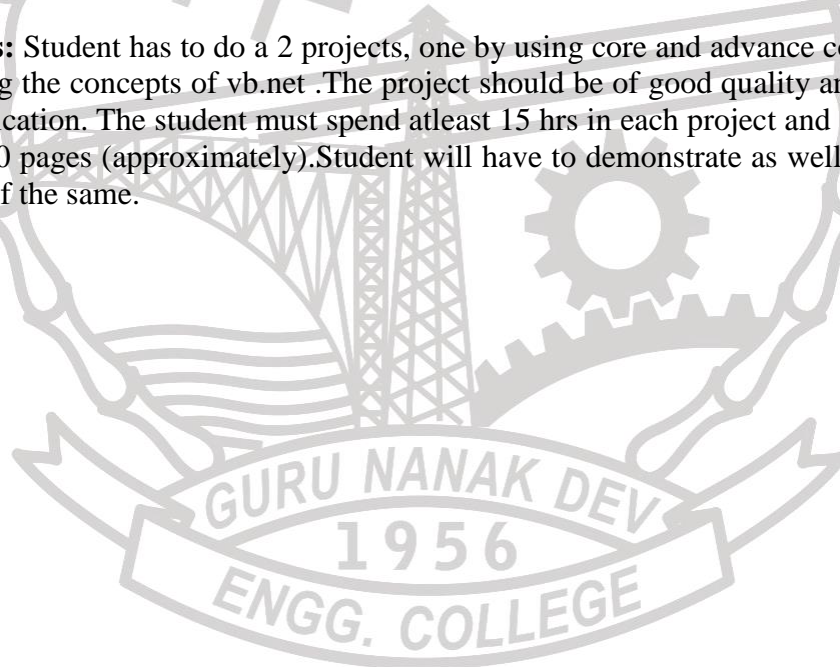 s: Student has to do a 2 projects, one by using core and advance co
g the concepts of vb.net .The project should be of good quality an
ication. The student must spend atleast 15 hrs in each project and
0 pages (approximately).Student will have to demonstrate as well
f the same.
GURU NANAK DEV
1956
ENGG. COLLEGE